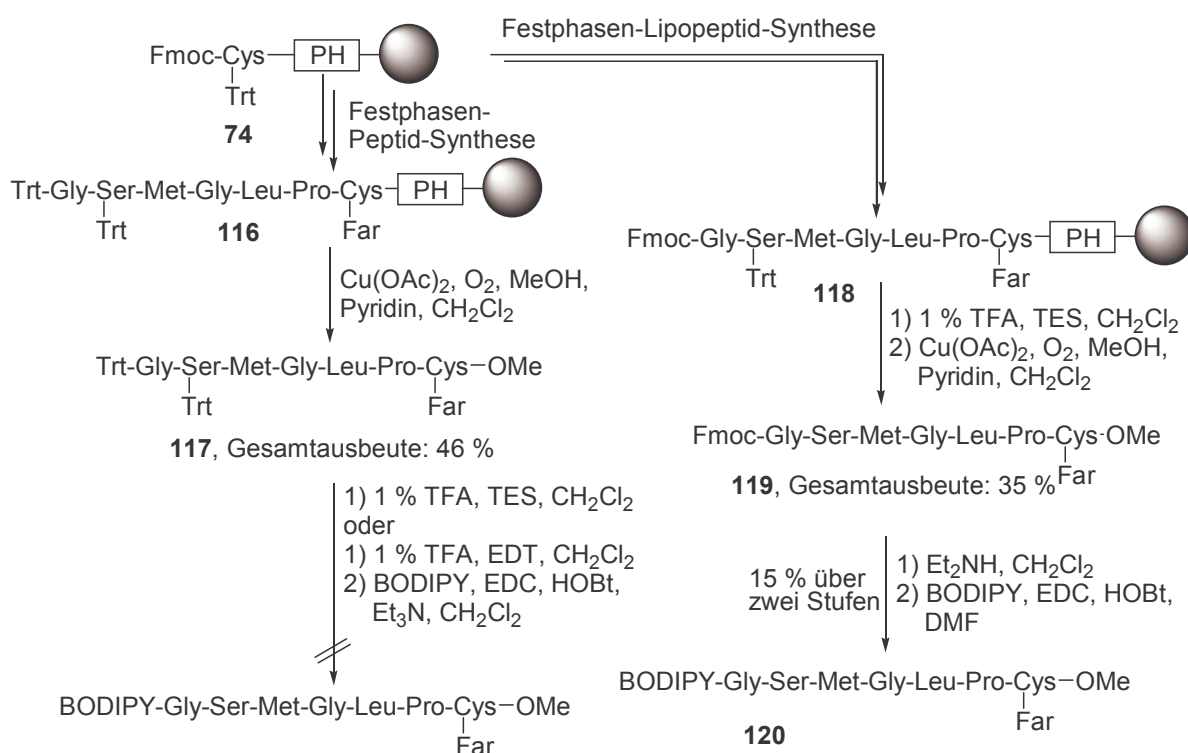 Festphasen-Lipopeptid-Synthese
Fmoc-Cys
PH
Trt
74
Festphasen-
Peptid-Synthese
Trt-Gly-Ser-Met-Gly-Leu-Pro-Cys
PH
Trt
116
Far
Cu(OAc)2, O2, MeOH,
Pyridin, CH2Cl2
Trt-Gly-Ser-Met-Gly-Leu-Pro-Cys-OMe
Trt
Far
117, Gesamtausbeute: 46 %
1) 1 % TFA, TES, CH2Cl2
oder
1) 1 % TFA, EDT, CH2Cl2
2) BODIPY, EDC, HOBt,
Et3N, CH2Cl2
BODIPY-Gly-Ser-Met-Gly-Leu-Pro-Cys-OMe
Far
Fmoc-Gly-Ser-Met-Gly-Leu-Pro-Cys
PH
Trt
118
Far
1) 1 % TFA, TES, CH2Cl2
2) Cu(OAc)2, O2, MeOH,
Pyridin, CH2Cl2
Fmoc-Gly-Ser-Met-Gly-Leu-Pro-Cys-OMe
Far
119, Gesamtausbeute: 35 %
15 % über
zwei Stufen
1) Et2NH, CH2Cl2
2) BODIPY, EDC, HOBt,
DMF
BODIPY-Gly-Ser-Met-Gly-Leu-Pro-Cys-OMe
Far
120